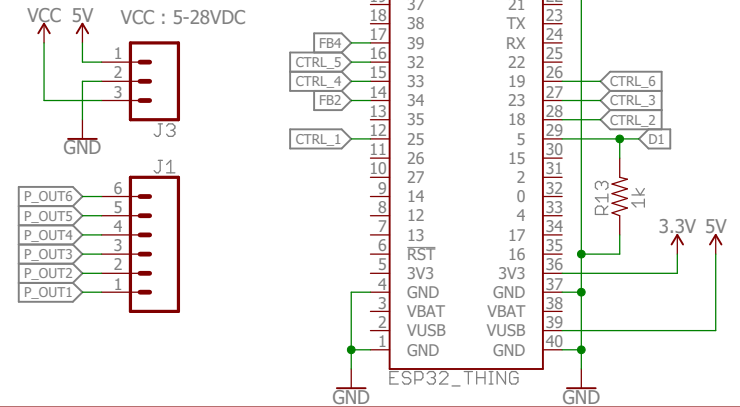 VCC 5V VCC : 5-28VDC
1
2
3
J3
GND
J1
P_OUT6 6
P_OUT5 5
P_OUT4 4
P_OUT3 3
P_OUT2 2
P_OUT1 1
37 21
18 38 TX 23
FB4 17 39 RX 24
CTRL_5 16 32 22 25
CTRL_4 15 33 19 26 CTRL_6
FB2 14 34 23 27 CTRL_3
13 35 18 28 CTRL_2
CTRL_1 12 25 5 29 D1
11 26 15 30
10 27 2 31
9 14 0 32
8 12 4 33
7 13 17 34
6 RST 16 35
5 3V3 3V3 36
4 GND GND 37
3 VBAT VBAT 38
2 VUSB VUSB 39
1 GND GND 40
ESP32_THING
R13
1k
3.3V 5V
GND
GND